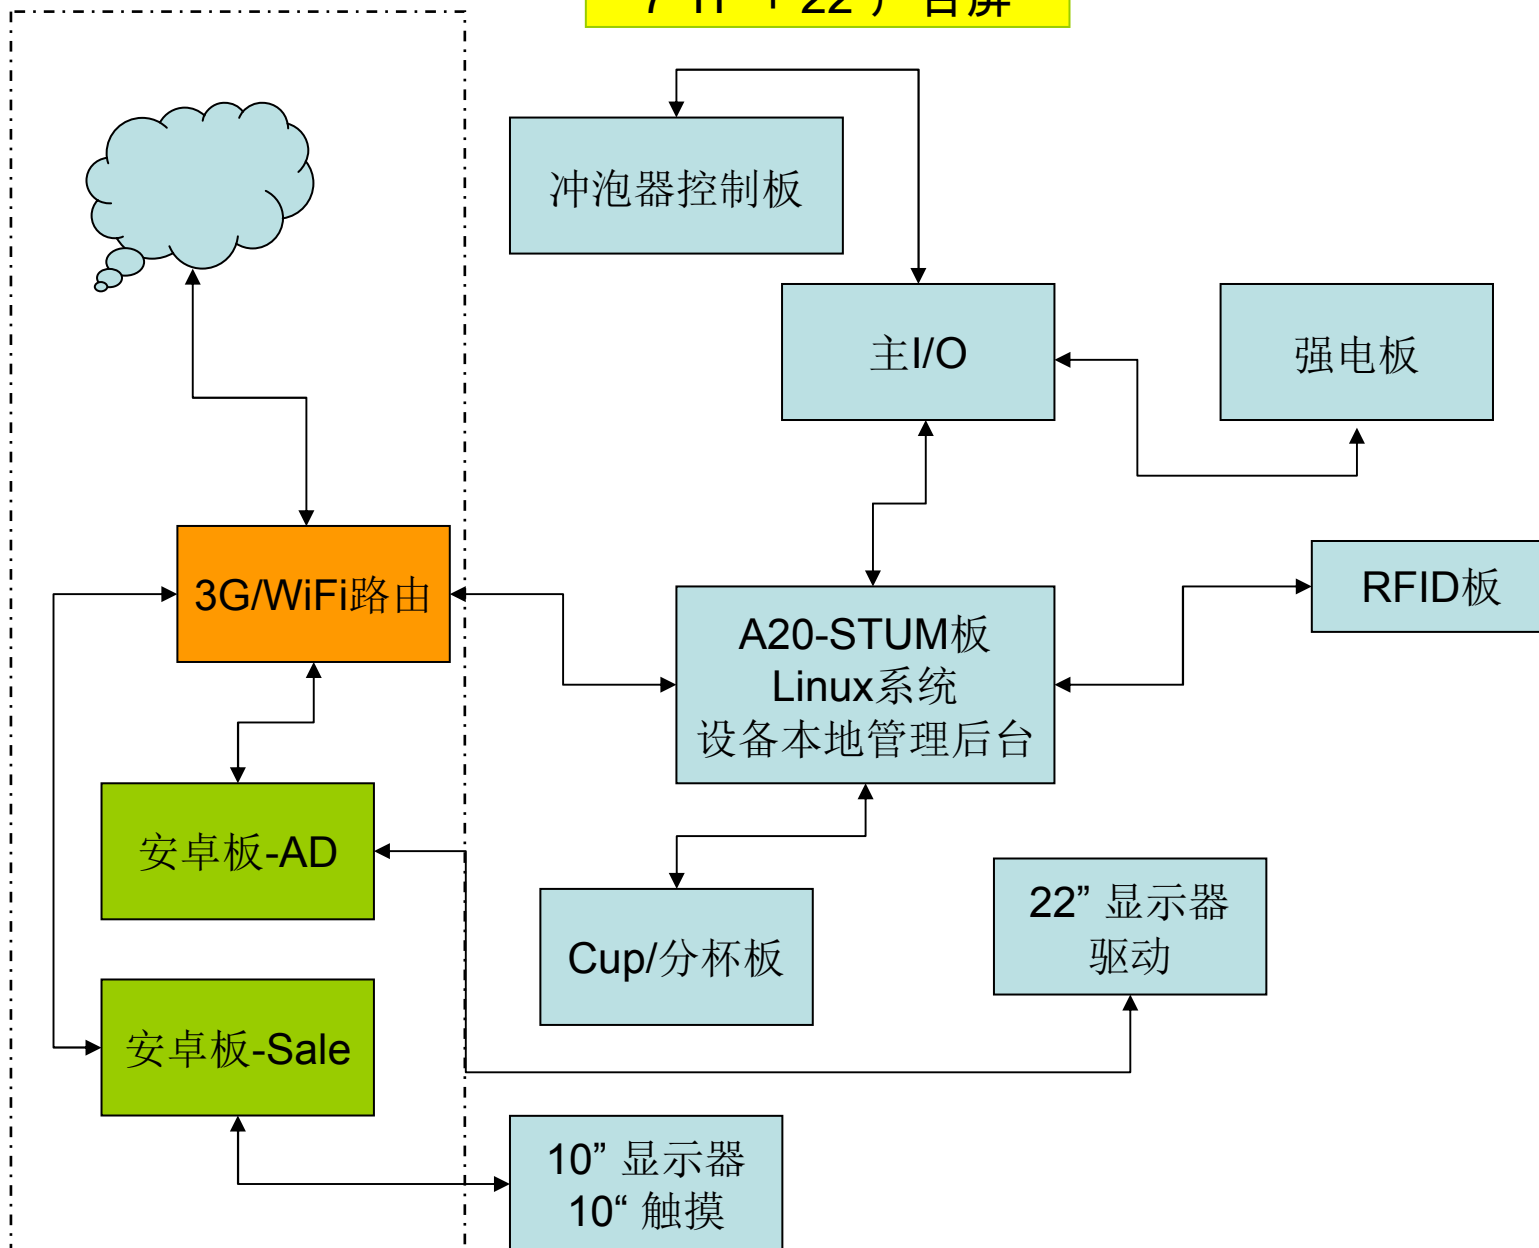 22
冲泡器控制板
主I/O
强电板
3G/WiFi路由
RFID板
A20-STUM板
Linux系统
设备本地管理后台
安卓板-AD
22” 显示器
驱动
Cup/分杯板
安卓板-Sale
10” 显示器
10“ 触摸